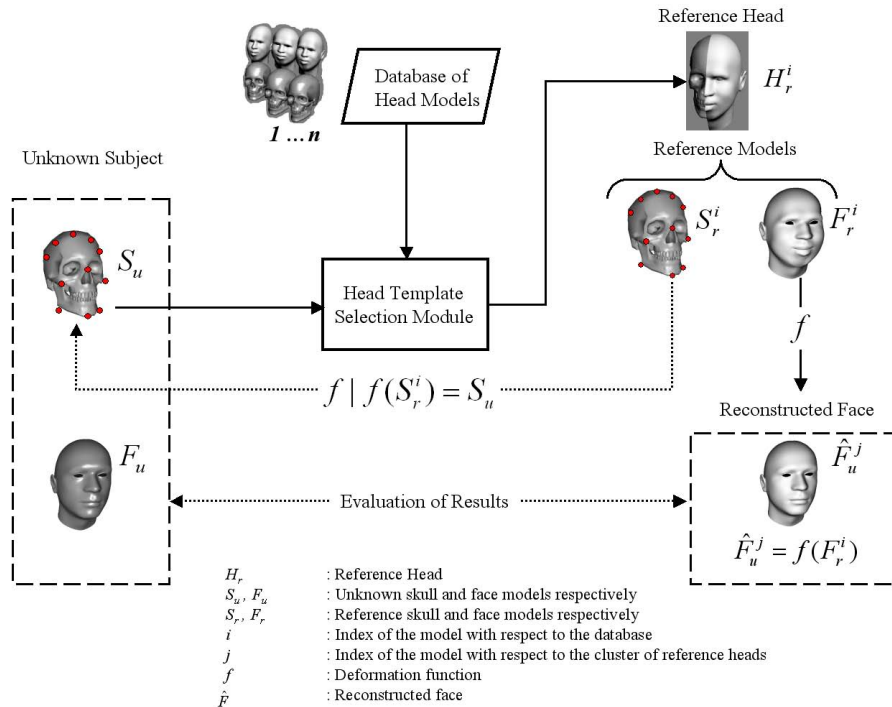 Reference Head
Database of
Head Models
H_r^i
1 ...n
Reference Models
Unknown Subject
S_u
S_r^i
F_r^i
Head Template
Selection Module
f
f | f(S_r^i) = S_u
Reconstructed Face
F_u
F̂_u^j
Evaluation of Results
F̂_u^j = f(F_r^i)
H_r : Reference Head
S_u, F_u : Unknown skull and face models respectively
S_r, F_r : Reference skull and face models respectively
i : Index of the model with respect to the database
j : Index of the model with respect to the cluster of reference heads
f : Deformation function
F̂ : Reconstructed face